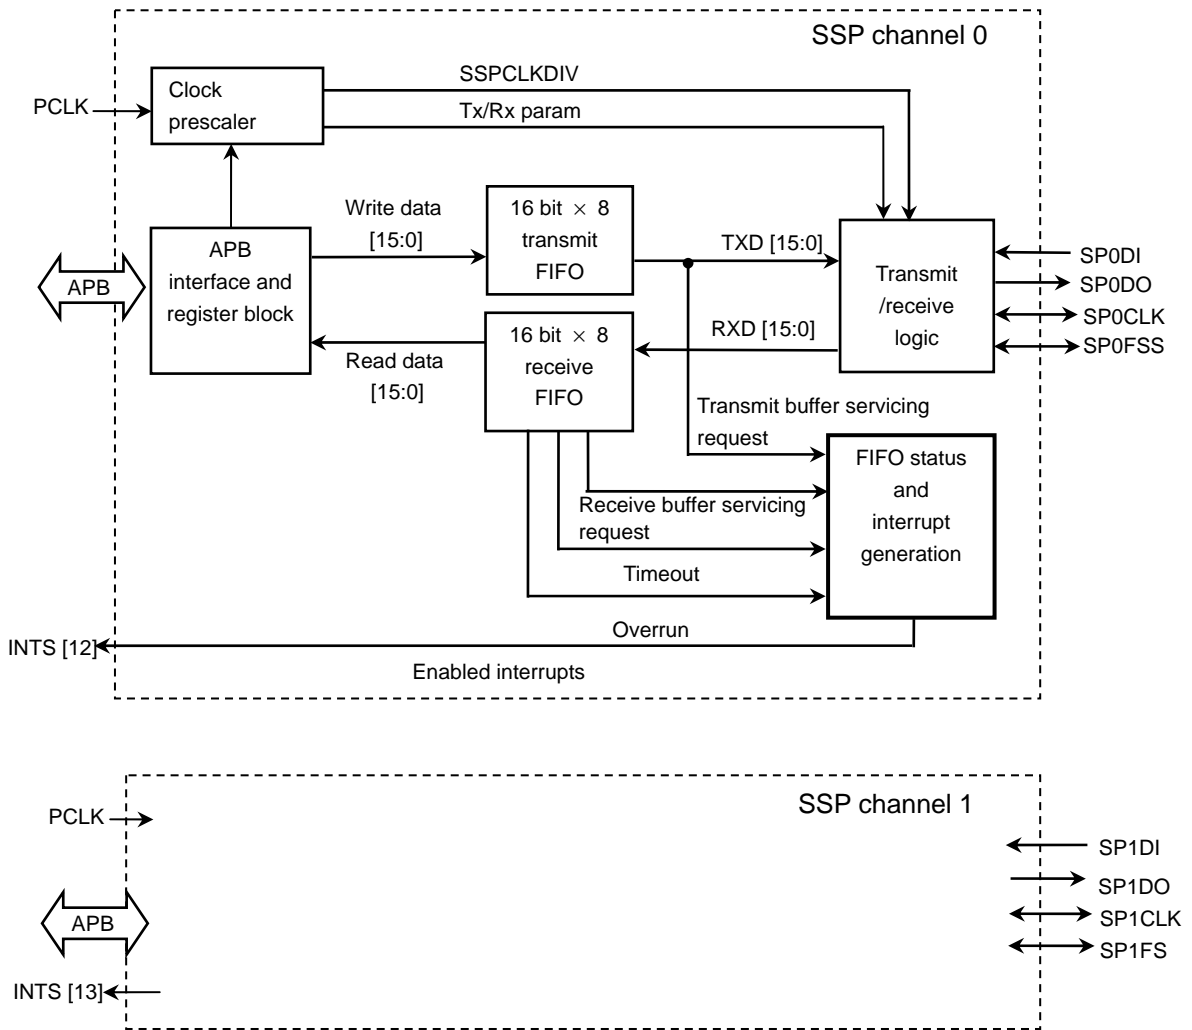 SSP channel 0
SSPCLKDIV
Clock
prescaler
PCLK
Tx/Rx param
Write data
[15:0]
16 bit × 8
transmit
FIFO
TXD [15:0]
APB
interface and
register block
APB
Transmit
/receive
logic
SP0DI
SP0DO
SP0CLK
SP0FSS
RXD [15:0]
16 bit × 8
receive
FIFO
Read data
[15:0]
Transmit buffer servicing
request
FIFO status
and
interrupt
generation
Receive buffer servicing
request
Timeout
Overrun
INTS [12]
Enabled interrupts
SSP channel 1
PCLK
SP1DI
SP1DO
APB
SP1CLK
SP1FS
INTS [13]